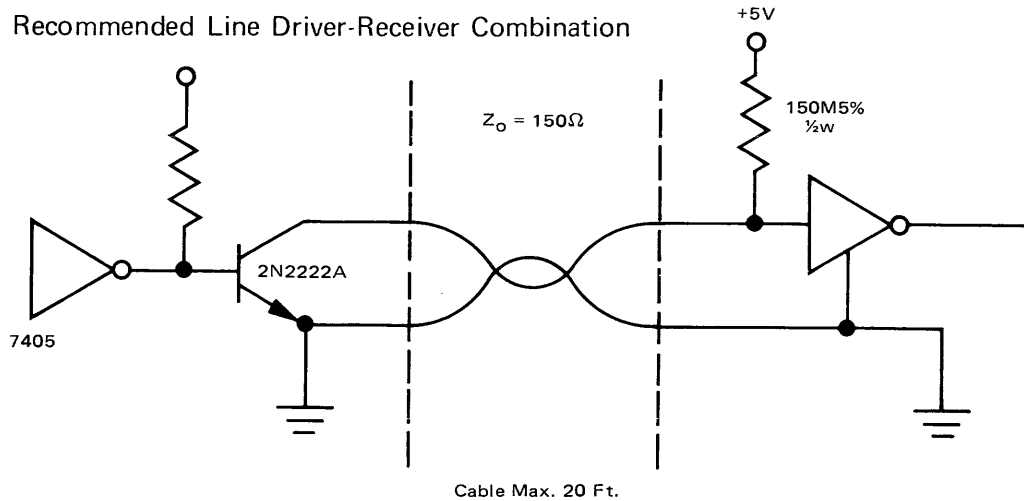 Recommended Line Driver-Receiver Combination
+5V
Zo = 150Ω
150M5%
½w
2N2222A
7405
Cable Max. 20 Ft.